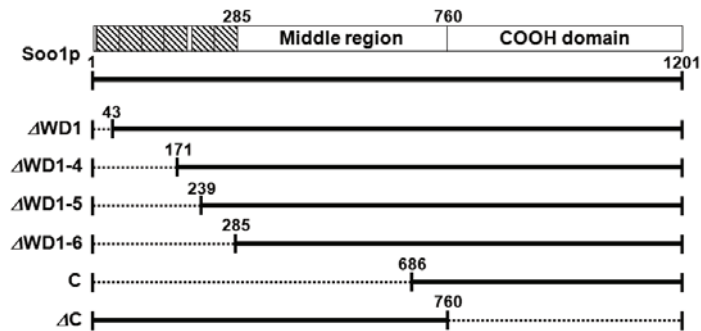 285 760
Middle region COOH domain
Soo1p
1 1201
43
ΔWD1
171
ΔWD1-4
239
ΔWD1-5
285
ΔWD1-6
686
C
760
ΔC